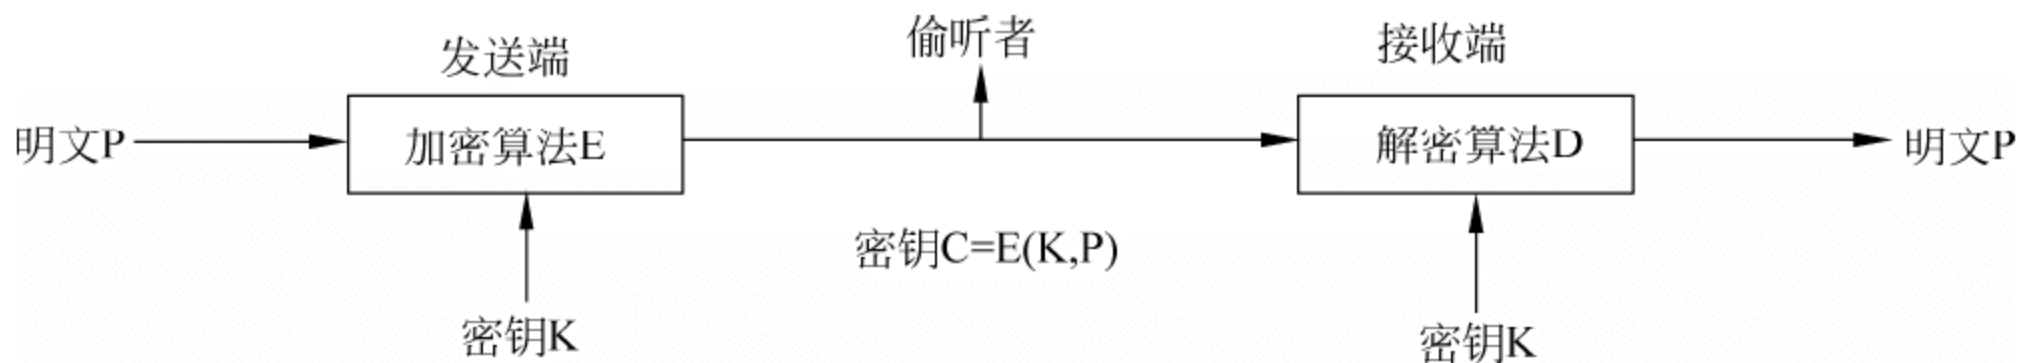 发送端
偷听者
接收端
明文P
加密算法E
解密算法D
明文P
密钥C=E(K,P)
密钥K
密钥K